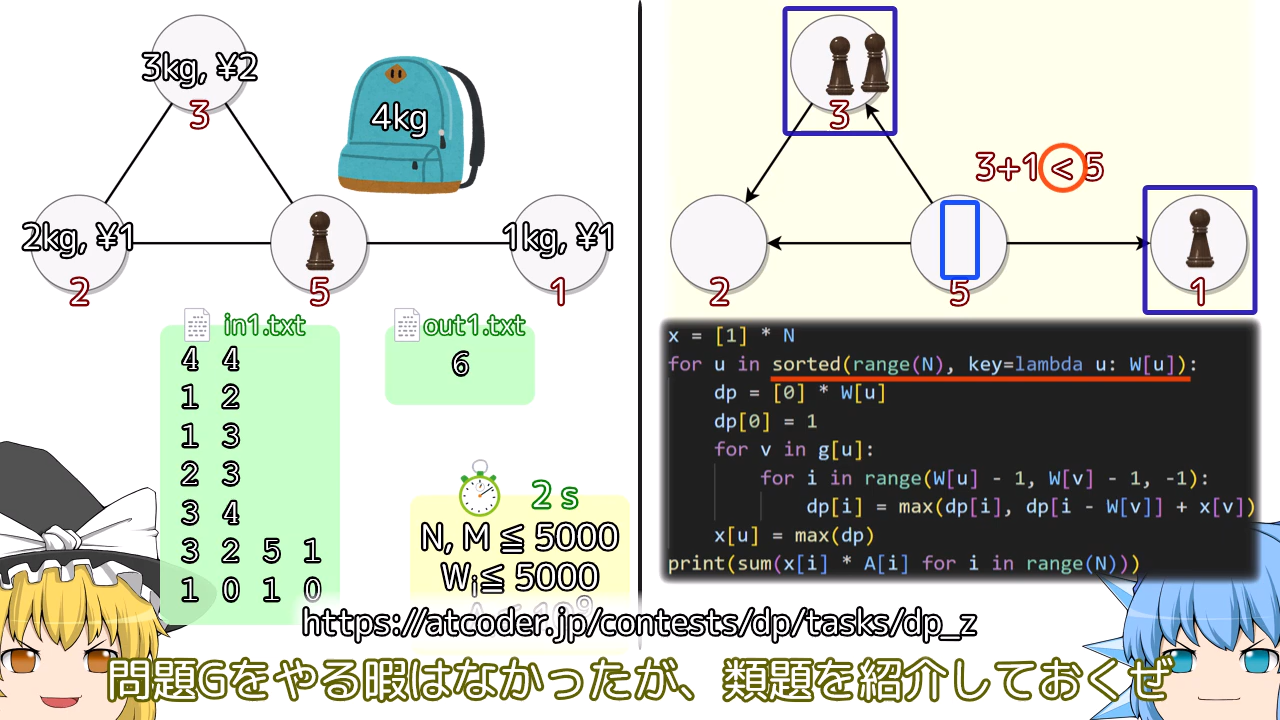 3kg, ¥2
3
4kg
2kg, ¥1
2
5
1kg, ¥1
1
3
3+1 < 5
2
5
1
in1.txt
4 4
1 2
1 3
2 3
3 4
3 2 5 1
1 0 1 0
out1.txt
6
2 s
N, M ≦ 5000
Wi≦ 5000
x = [1] * N
for u in sorted(range(N), key=lambda u: W[u]):
dp = [0] * W[u]
dp[0] = 1
for v in g[u]:
for i in range(W[u] - 1, W[v] - 1, -1):
dp[i] = max(dp[i], dp[i - W[v]] + x[v])
x[u] = max(dp)
print(sum(x[i] * A[i] for i in range(N)))
https://atcoder.jp/contests/dp/tasks/dp_z
問題Gをやる暇はなかったが、類題を紹介しておくぜ